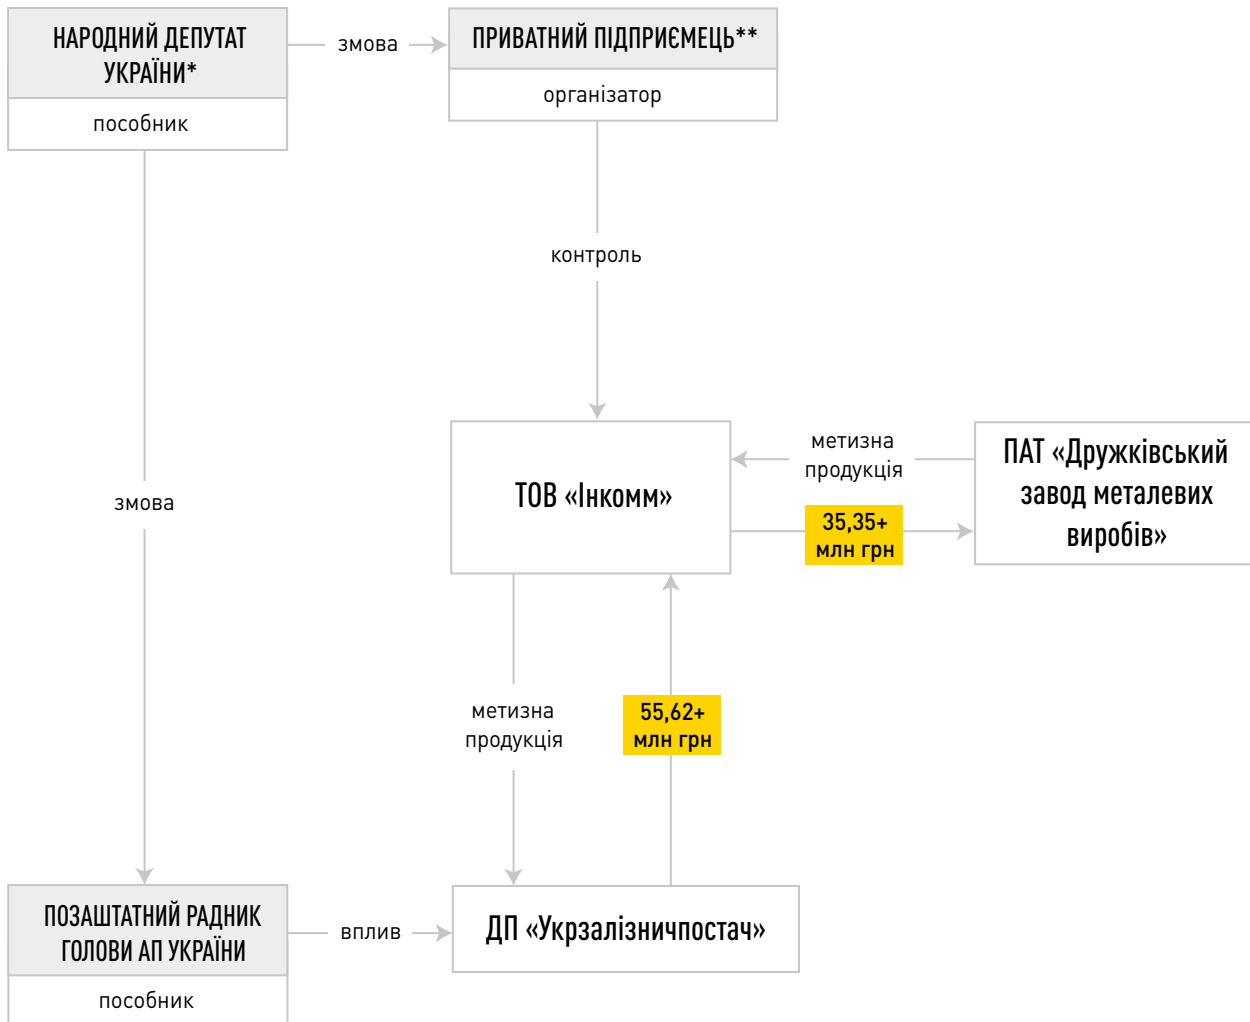 НАРОДНИЙ ДЕПУТАТ
УКРАЇНИ*
пособник
змова
ПРИВАТНИЙ ПІДПРИЄМЕЦЬ**
організатор
контроль
змова
ТОВ «Інкомм»
метизна
продукція
35,35+
млн грн
ПАТ «Дружківський
завод металевих
виробів»
метизна
продукція
55,62+
млн грн
ПОЗАШТАТНИЙ РАДНИК
ГОЛОВИ АП УКРАЇНИ
пособник
вплив
ДП «Укрзалізничпостач»